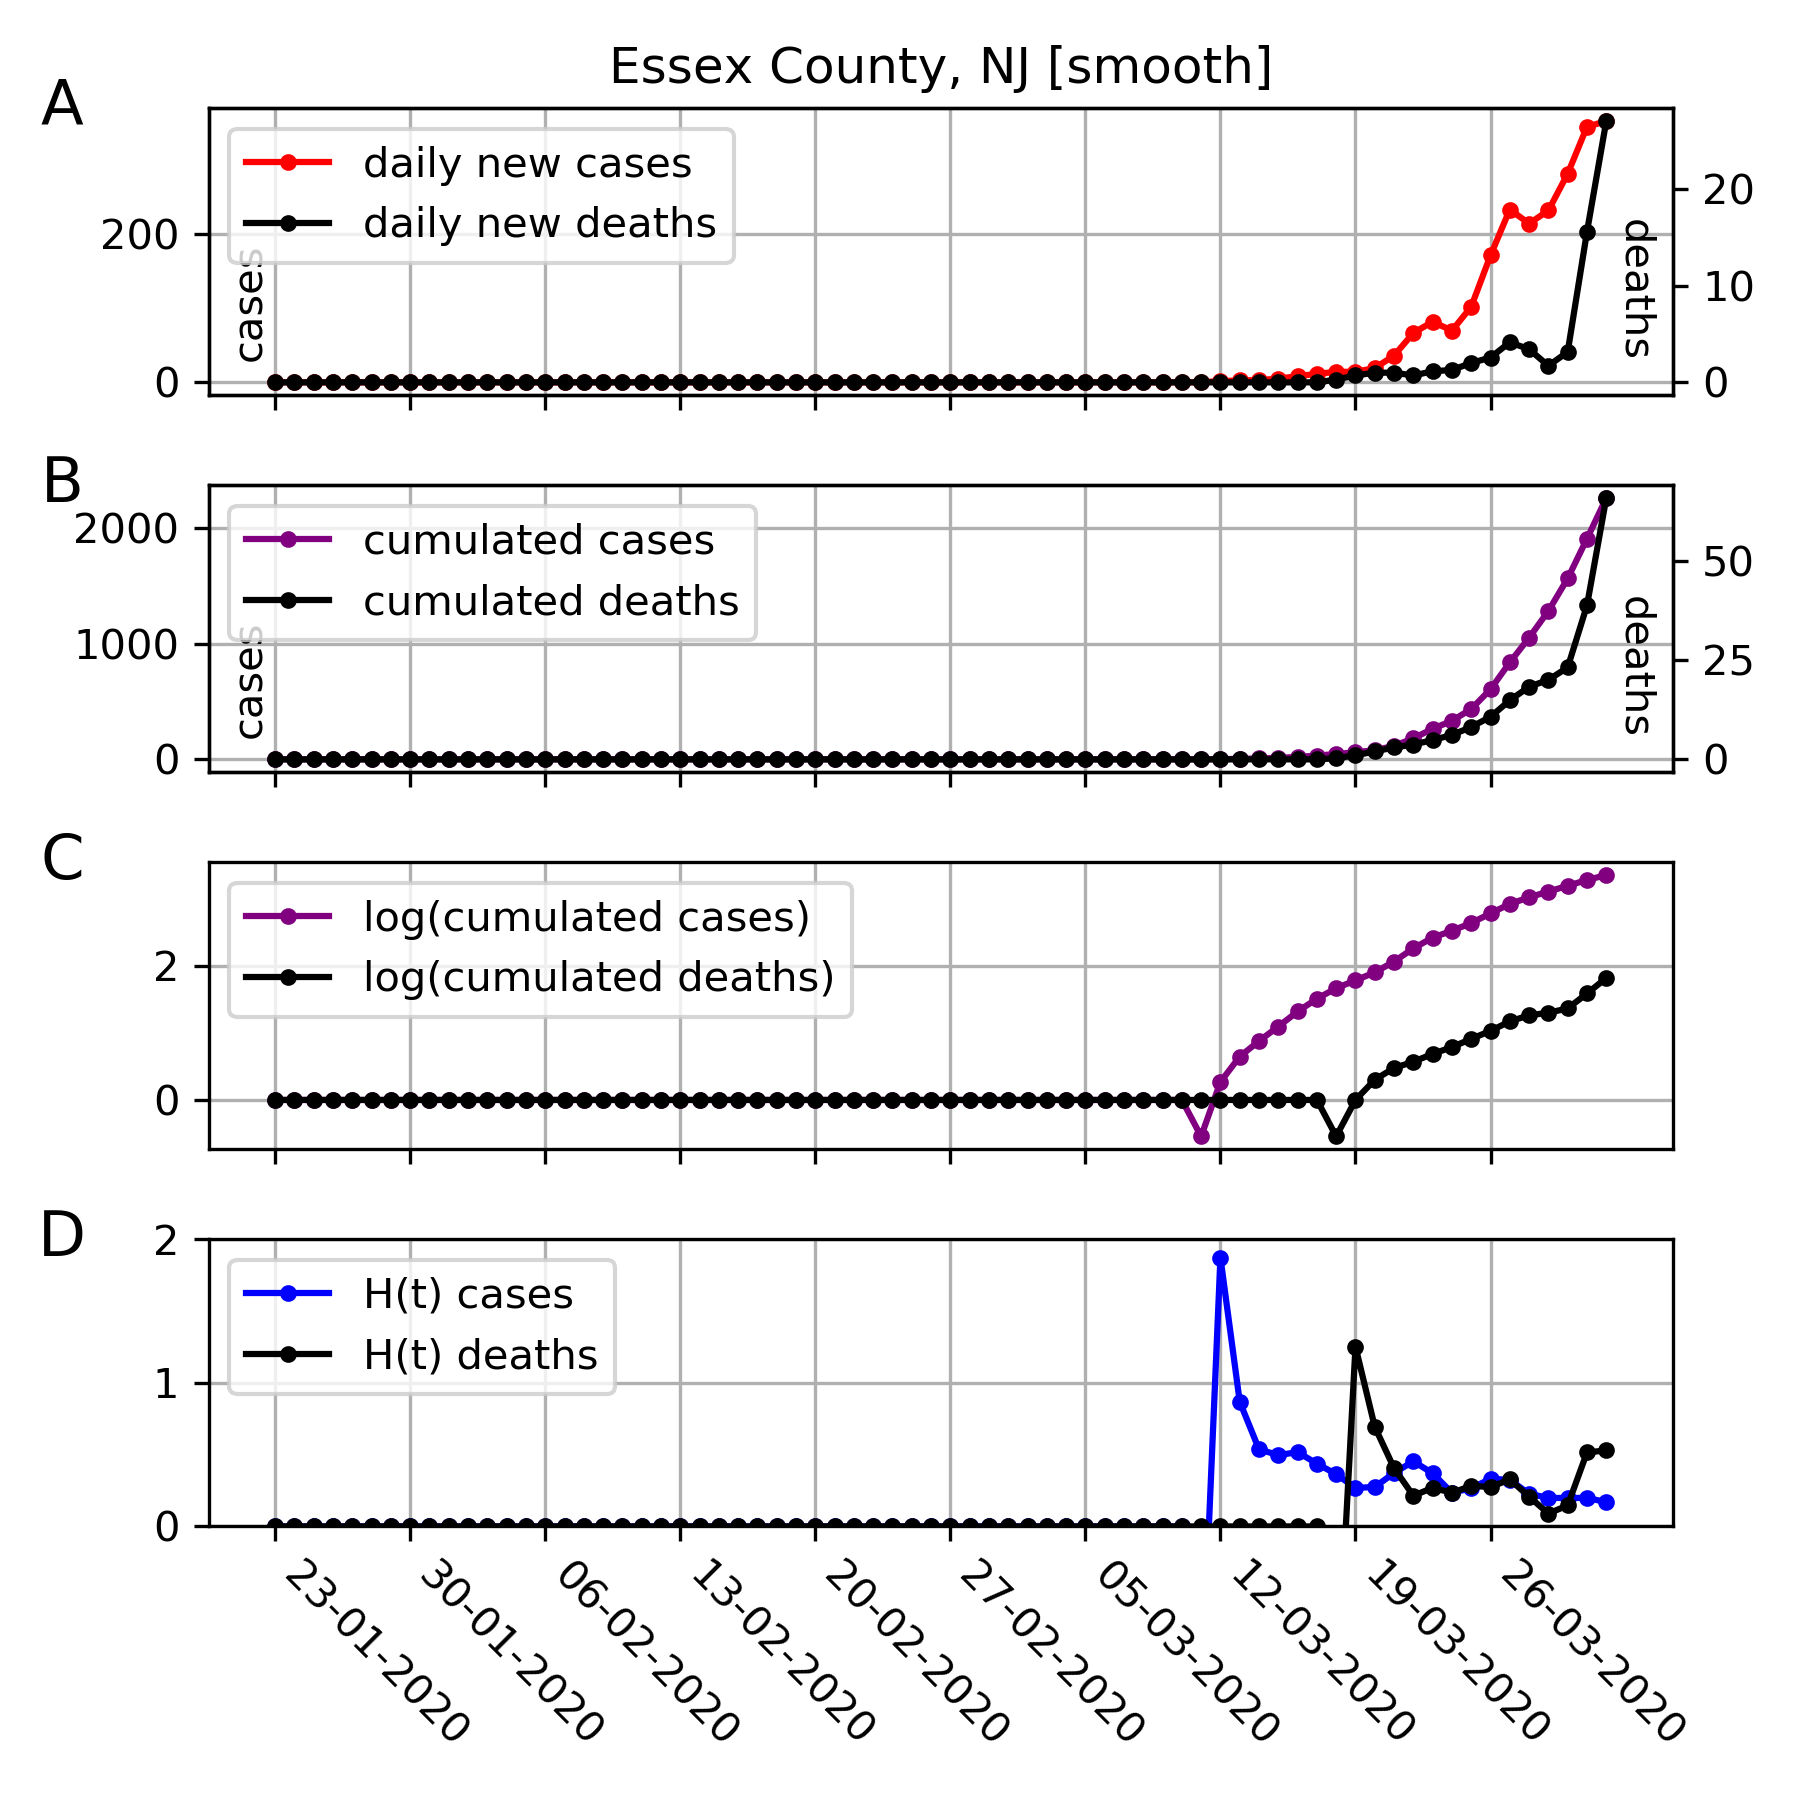 Essex County, NJ [smooth]
A
daily new cases
daily new deaths
200
0
cases
20
10
0
deaths
B
cumulated cases
cumulated deaths
2000
1000
0
cases
50
25
0
deaths
C
log(cumulated cases)
log(cumulated deaths)
2
0
D
H(t) cases
H(t) deaths
2
1
0
23-01-2020
30-01-2020
06-02-2020
13-02-2020
20-02-2020
27-02-2020
05-03-2020
12-03-2020
19-03-2020
26-03-2020